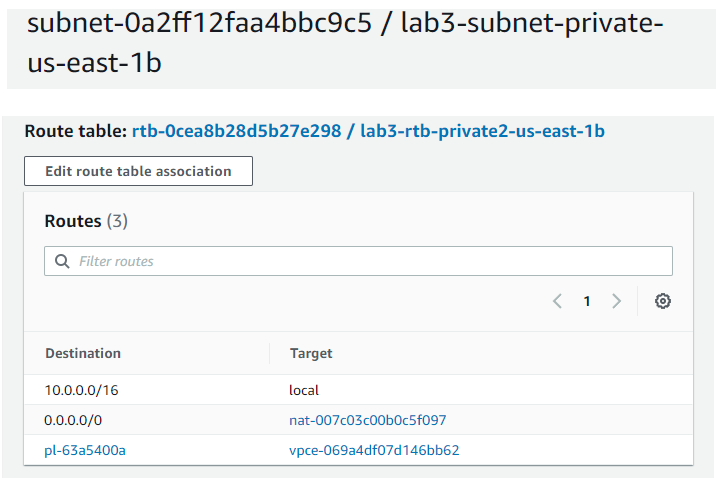 subnet-0a2ff12faa4bbc9c5 / lab3-subnet-private-
us-east-1b
Route table: rtb-0cea8b28d5b27e298 / lab3-rtb-private2-us-east-1b
Edit route table association
Routes (3)
Filter routes
1
Destination Target
10.0.0.0/16 local
0.0.0.0/0 nat-007c03c00b0c5f097
pl-63a5400a vpce-069a4df07d146bb62